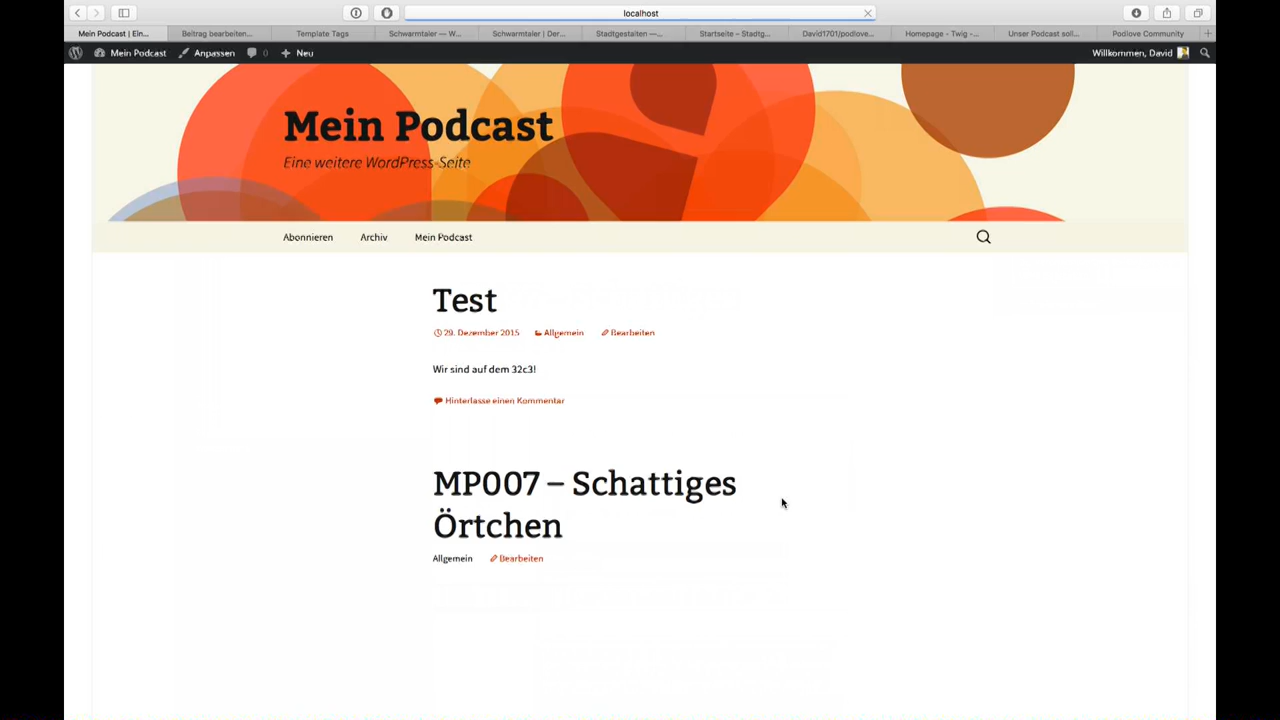 localhost
Mein Podcast | Ein...
Beitrag bearbeiten...
Template Tags
Schwarmtaler — W...
Schwarmtaler | Der...
Stadtgestalten —...
Startseite – Stadtg...
David1701/podlove...
Homepage - Twig -...
Unser Podcast soll...
Podlove Community
Mein Podcast
Anpassen
0
Neu
Willkommen, David
Mein Podcast
Eine weitere WordPress-Seite
Abonnieren
Archiv
Mein Podcast
Test
29. Dezember 2015
Allgemein
Bearbeiten
Wir sind auf dem 32c3!
Hinterlasse einen Kommentar
MP007 – Schattiges
Örtchen
Allgemein
Bearbeiten